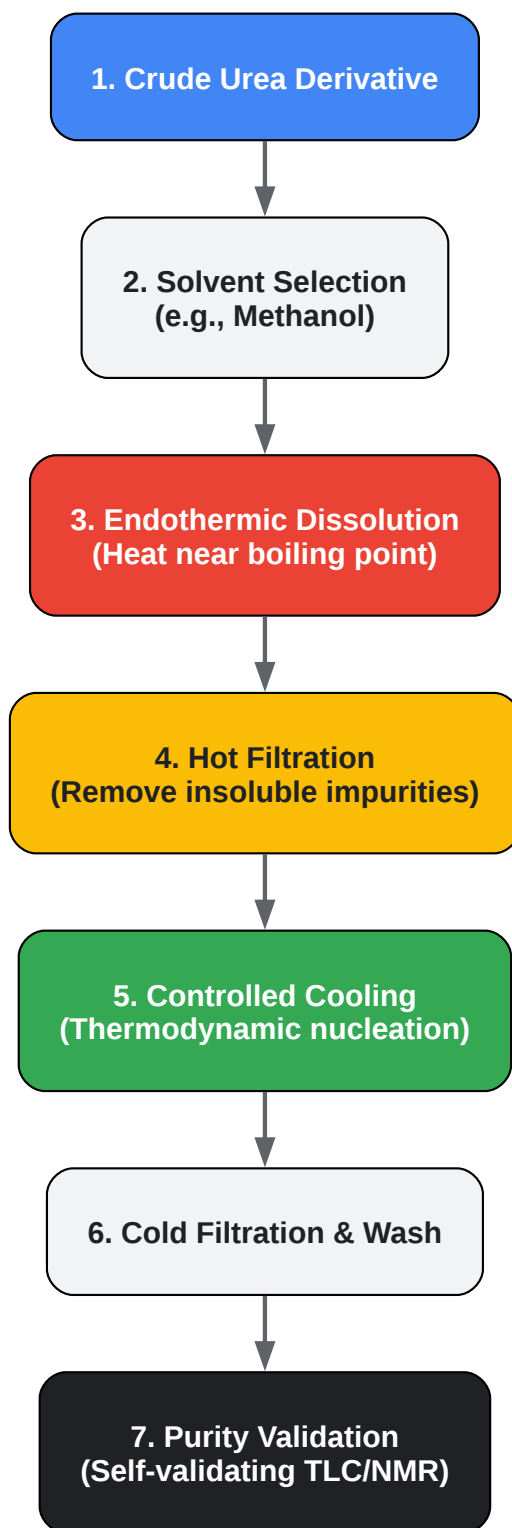 1. Crude Urea Derivative
2. Solvent Selection
(e.g., Methanol)
3. Endothermic Dissolution
(Heat near boiling point)
4. Hot Filtration
(Remove insoluble impurities)
5. Controlled Cooling
(Thermodynamic nucleation)
6. Cold Filtration & Wash
7. Purity Validation
(Self-validating TLC/NMR)